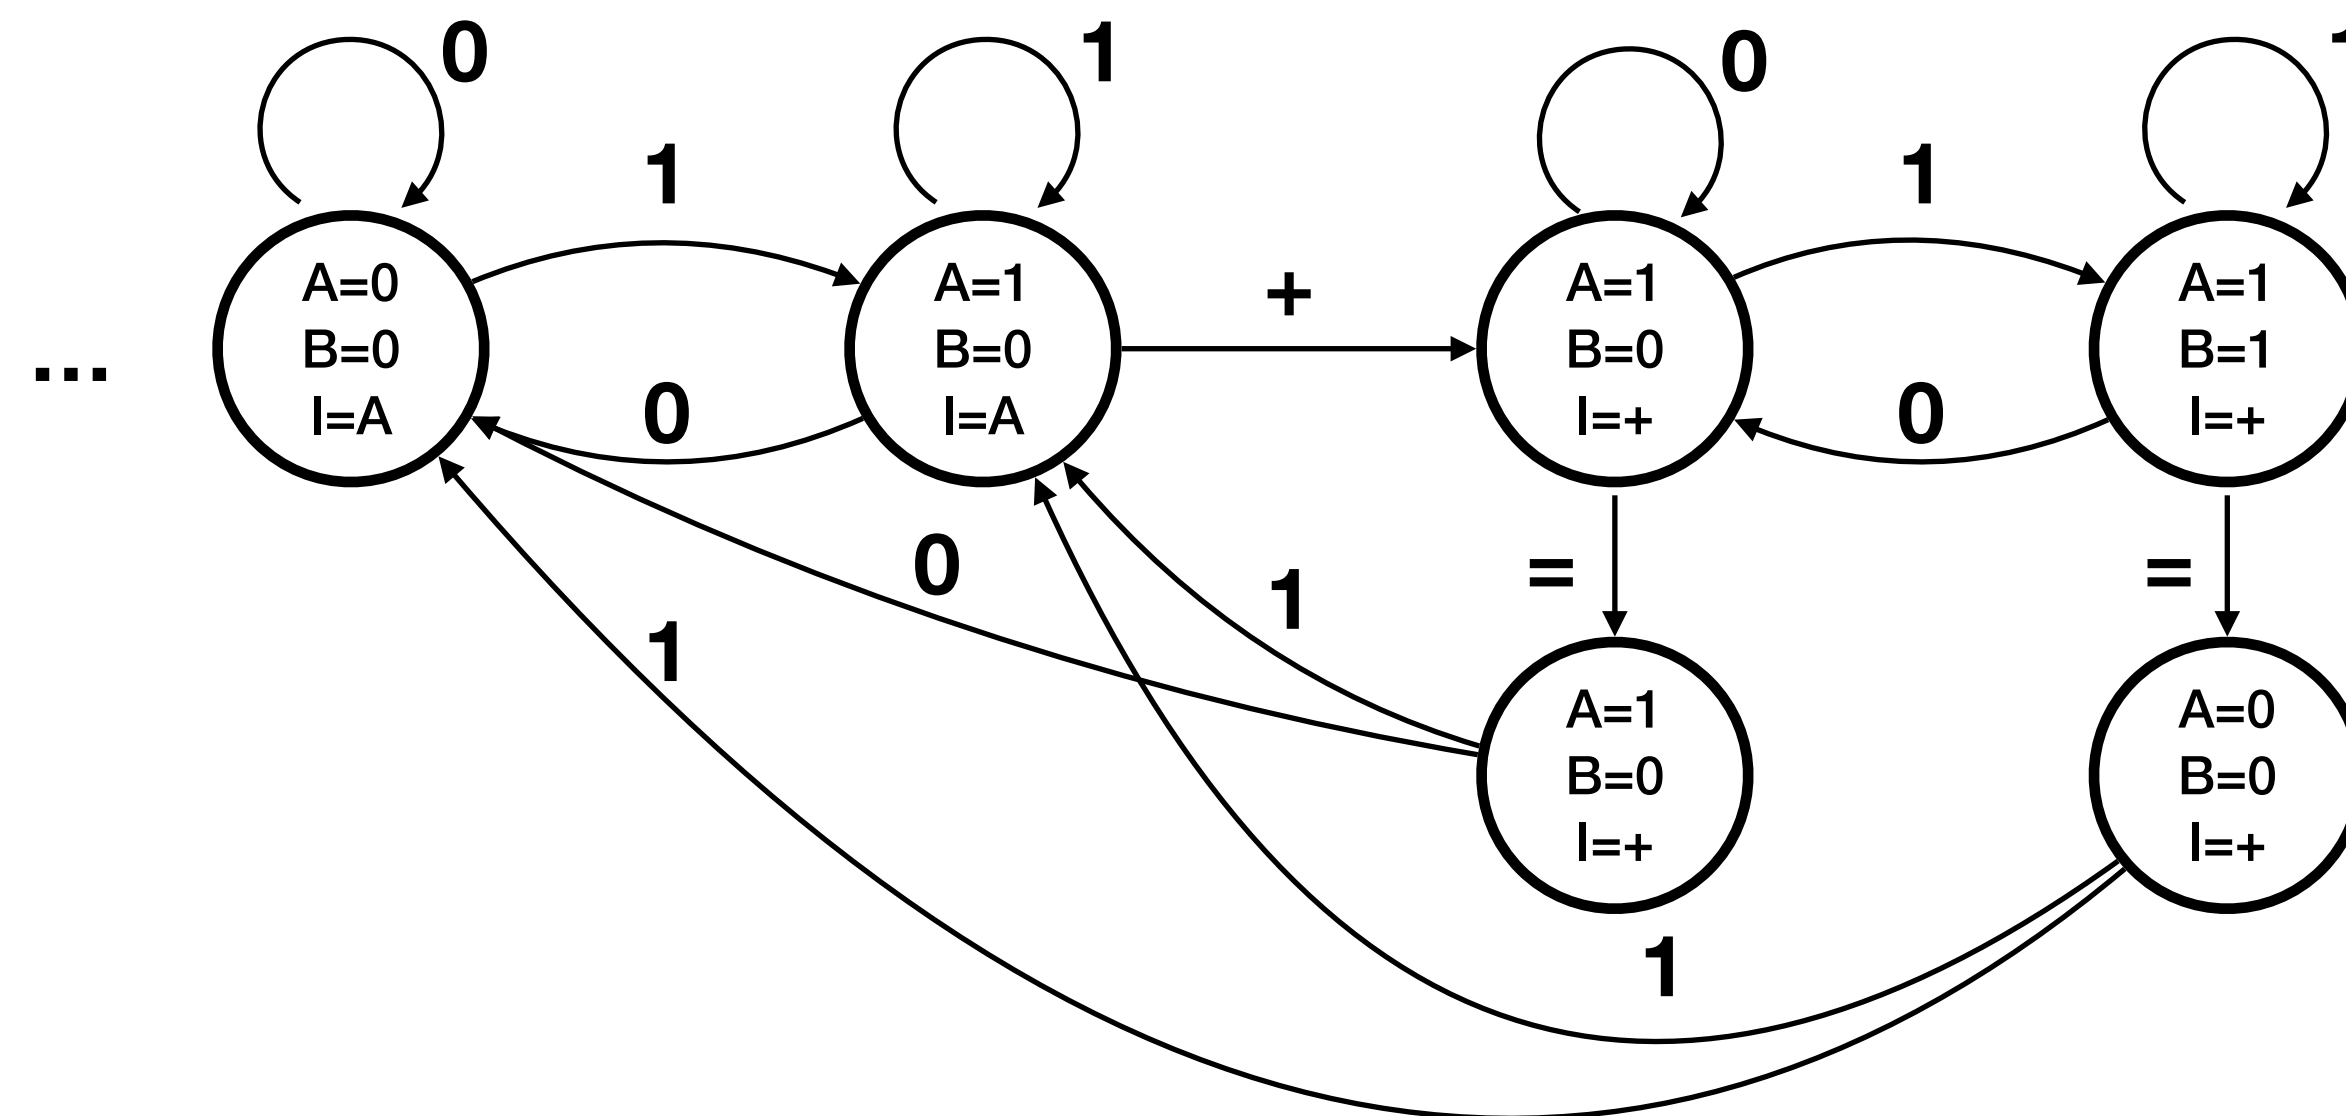 0
1
0
1
1
1
A=0
B=0
I=A
A=1
B=0
I=A
+
A=1
B=0
I=+
A=1
B=1
I=+
...
0
0
0
1
=
=
1
A=1
B=0
I=+
A=0
B=0
I=+
1